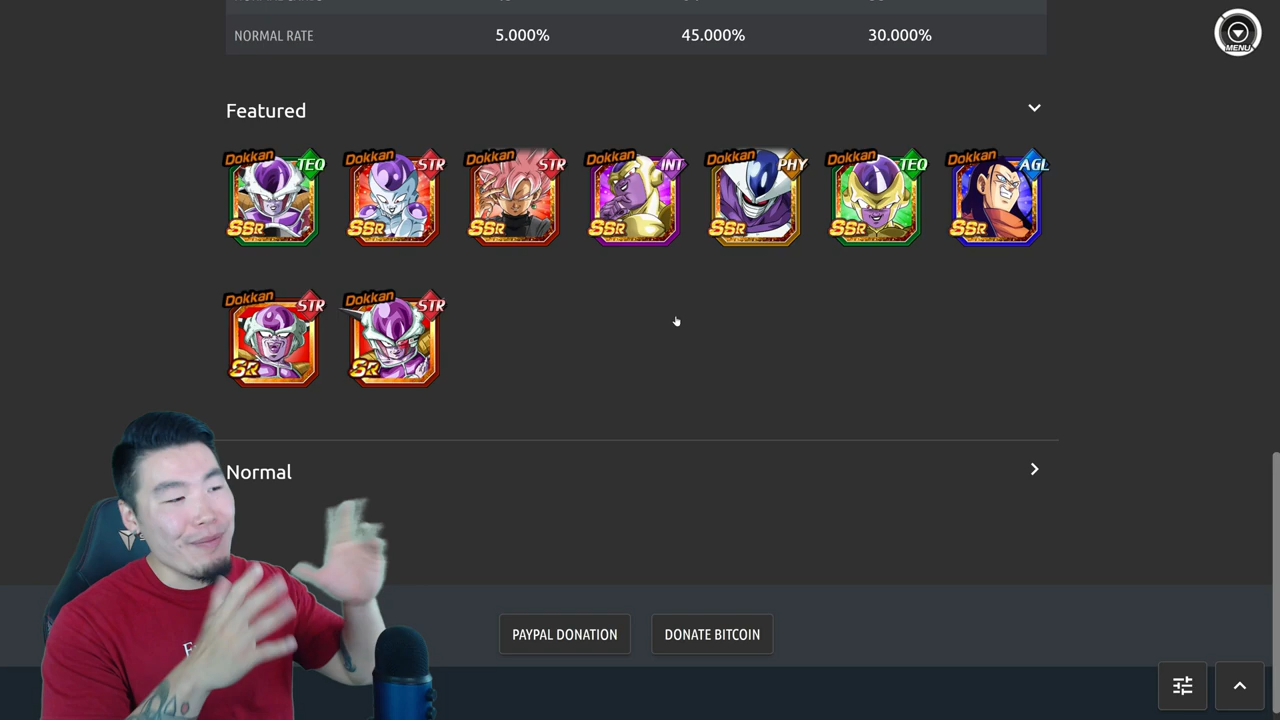 NORMAL RATE 5.000% 45.000% 30.000%
Featured
MENU
Dokkan TEQ SSR
Dokkan STR SSR
Dokkan STR SSR
Dokkan INT SSR
Dokkan PHY SSR
Dokkan TEQ SSR
Dokkan AGL SSR
Dokkan STR SR
Dokkan STR SR
Normal
PAYPAL DONATION
DONATE BITCOIN